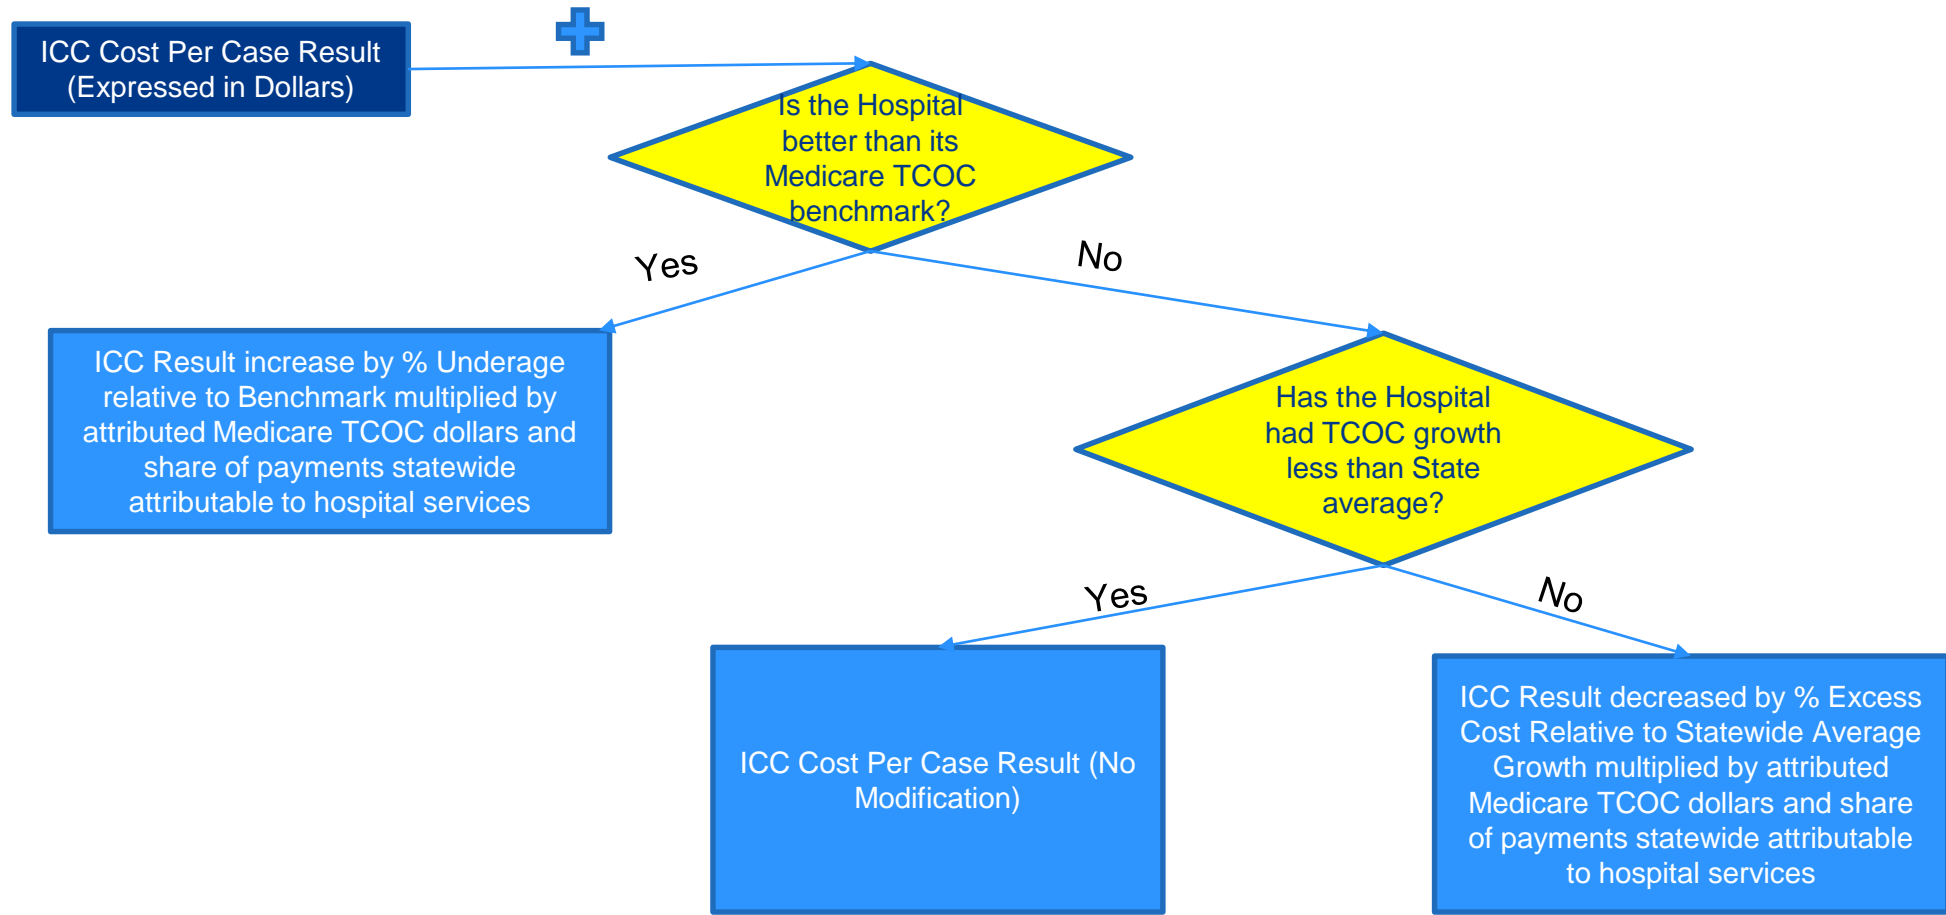 ICC Cost Per Case Result
(Expressed in Dollars)
Is the Hospital
better than its
Medicare TCOC
benchmark?
Yes
No
ICC Result increase by % Underage
relative to Benchmark multiplied by
attributed Medicare TCOC dollars and
share of payments statewide
attributable to hospital services
Has the Hospital
had TCOC growth
less than State
average?
Yes
No
ICC Cost Per Case Result (No
Modification)
ICC Result decreased by % Excess
Cost Relative to Statewide Average
Growth multiplied by attributed
Medicare TCOC dollars and share
of payments statewide attributable
to hospital services